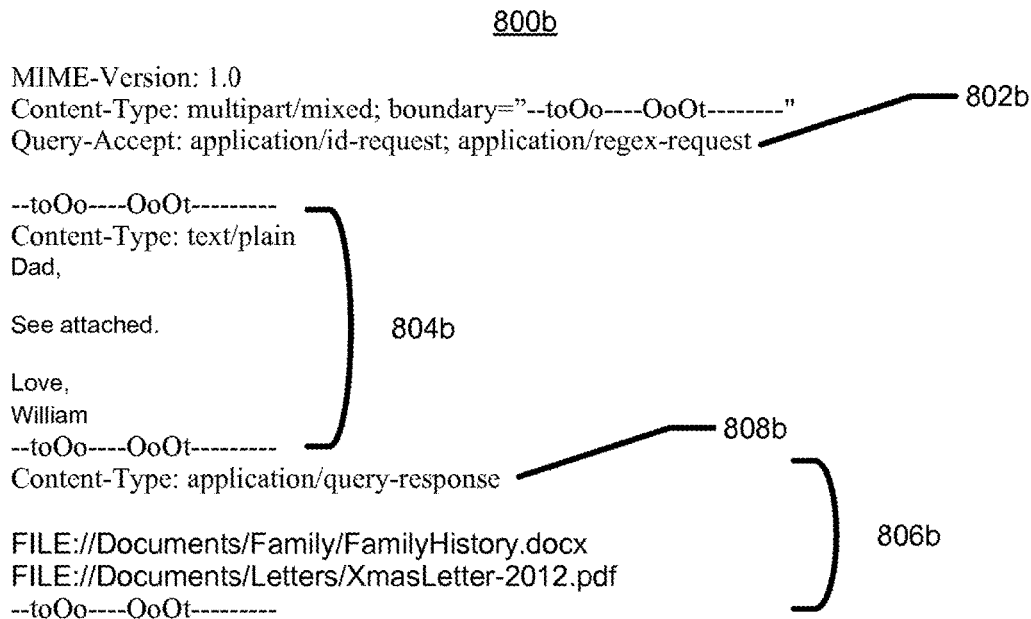 800b
MIME-Version: 1.0
Content-Type: multipart/mixed; boundary="--toOo----OoOt--------"
802b
Query-Accept: application/id-request; application/regex-request
--toOo----OoOt---------
Content-Type: text/plain
Dad,
See attached.
804b
Love,
William
--toOo----OoOt---------
808b
Content-Type: application/query-response
806b
FILE://Documents/Family/FamilyHistory.docx
FILE://Documents/Letters/XmasLetter-2012.pdf
--toOo----OoOt---------